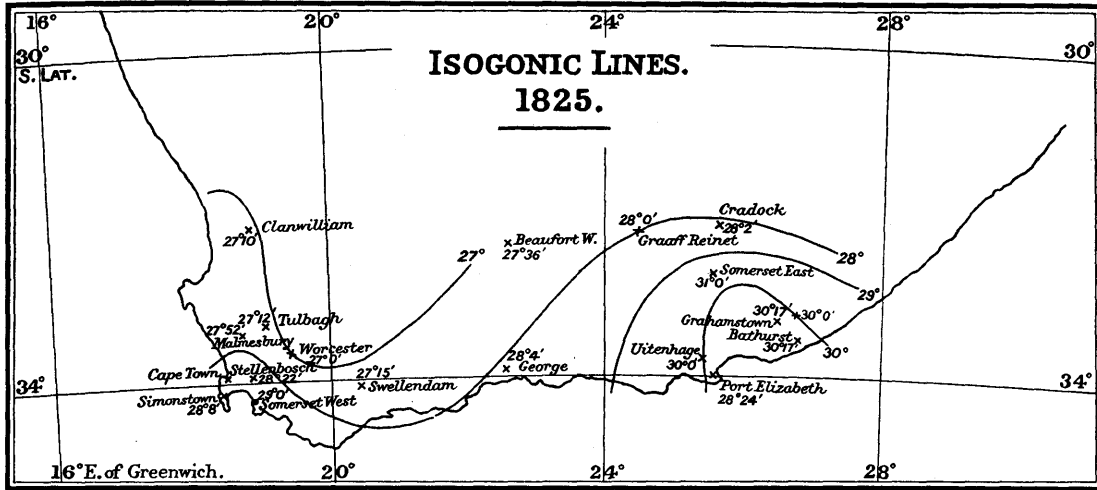 16° 20° 24° 28°
30° 30°
S. LAT.
ISOGONIC LINES.
1825.
Clanwilliam
27°10'
Beaufort W.
27°36'
27°
28°0'
Graaff Reinet
Cradock
28°2'
28°
Somerset East
31°0'
29°
27°12'
Tulbagh
27°52'
Malmesbury
Worcester
27°0'
30°17'
30°0'
Grahamstown
Bathurst
30°17'
30°
Uitenhage
30°0'
28°4'
George
Cape Town
Stellenbosch
28°22'
27°15'
Swellendam
34° 34°
Simonstown
28°8'
29°0'
Somerset West
Port Elizabeth
28°24'
16° E. of Greenwich. 20° 24° 28°